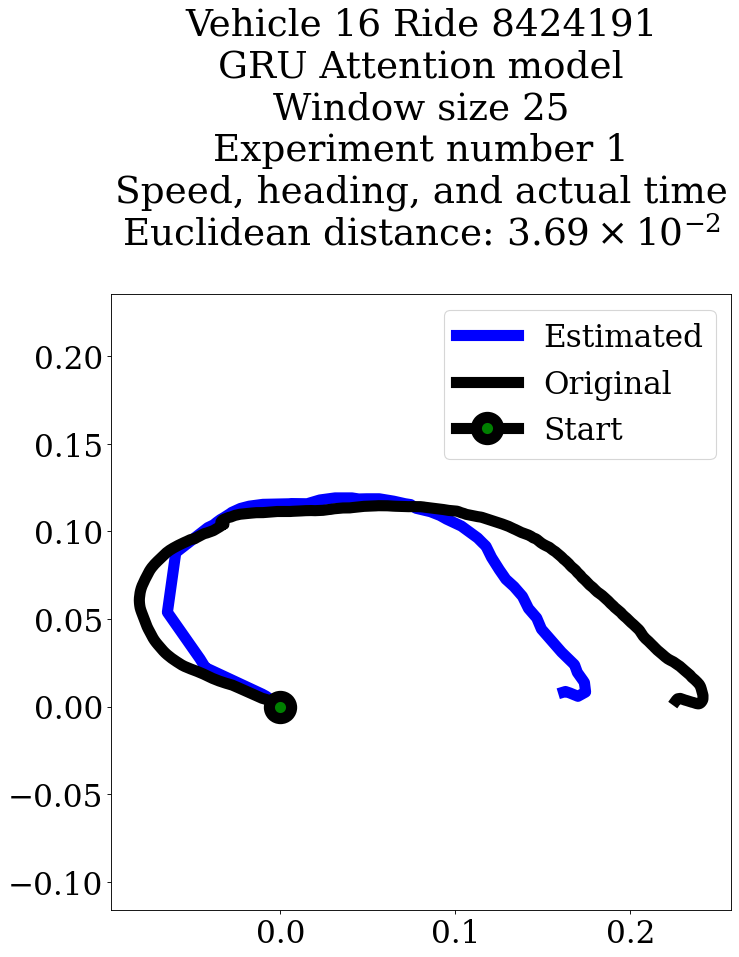 Vehicle 16 Ride 8424191
GRU Attention model
Window size 25
Experiment number 1
Speed, heading, and actual time
Euclidean distance: 3.69 × 10⁻²
Estimated
Original
Start
0.20
0.15
0.10
0.05
0.00
−0.05
−0.10
0.0 0.1 0.2